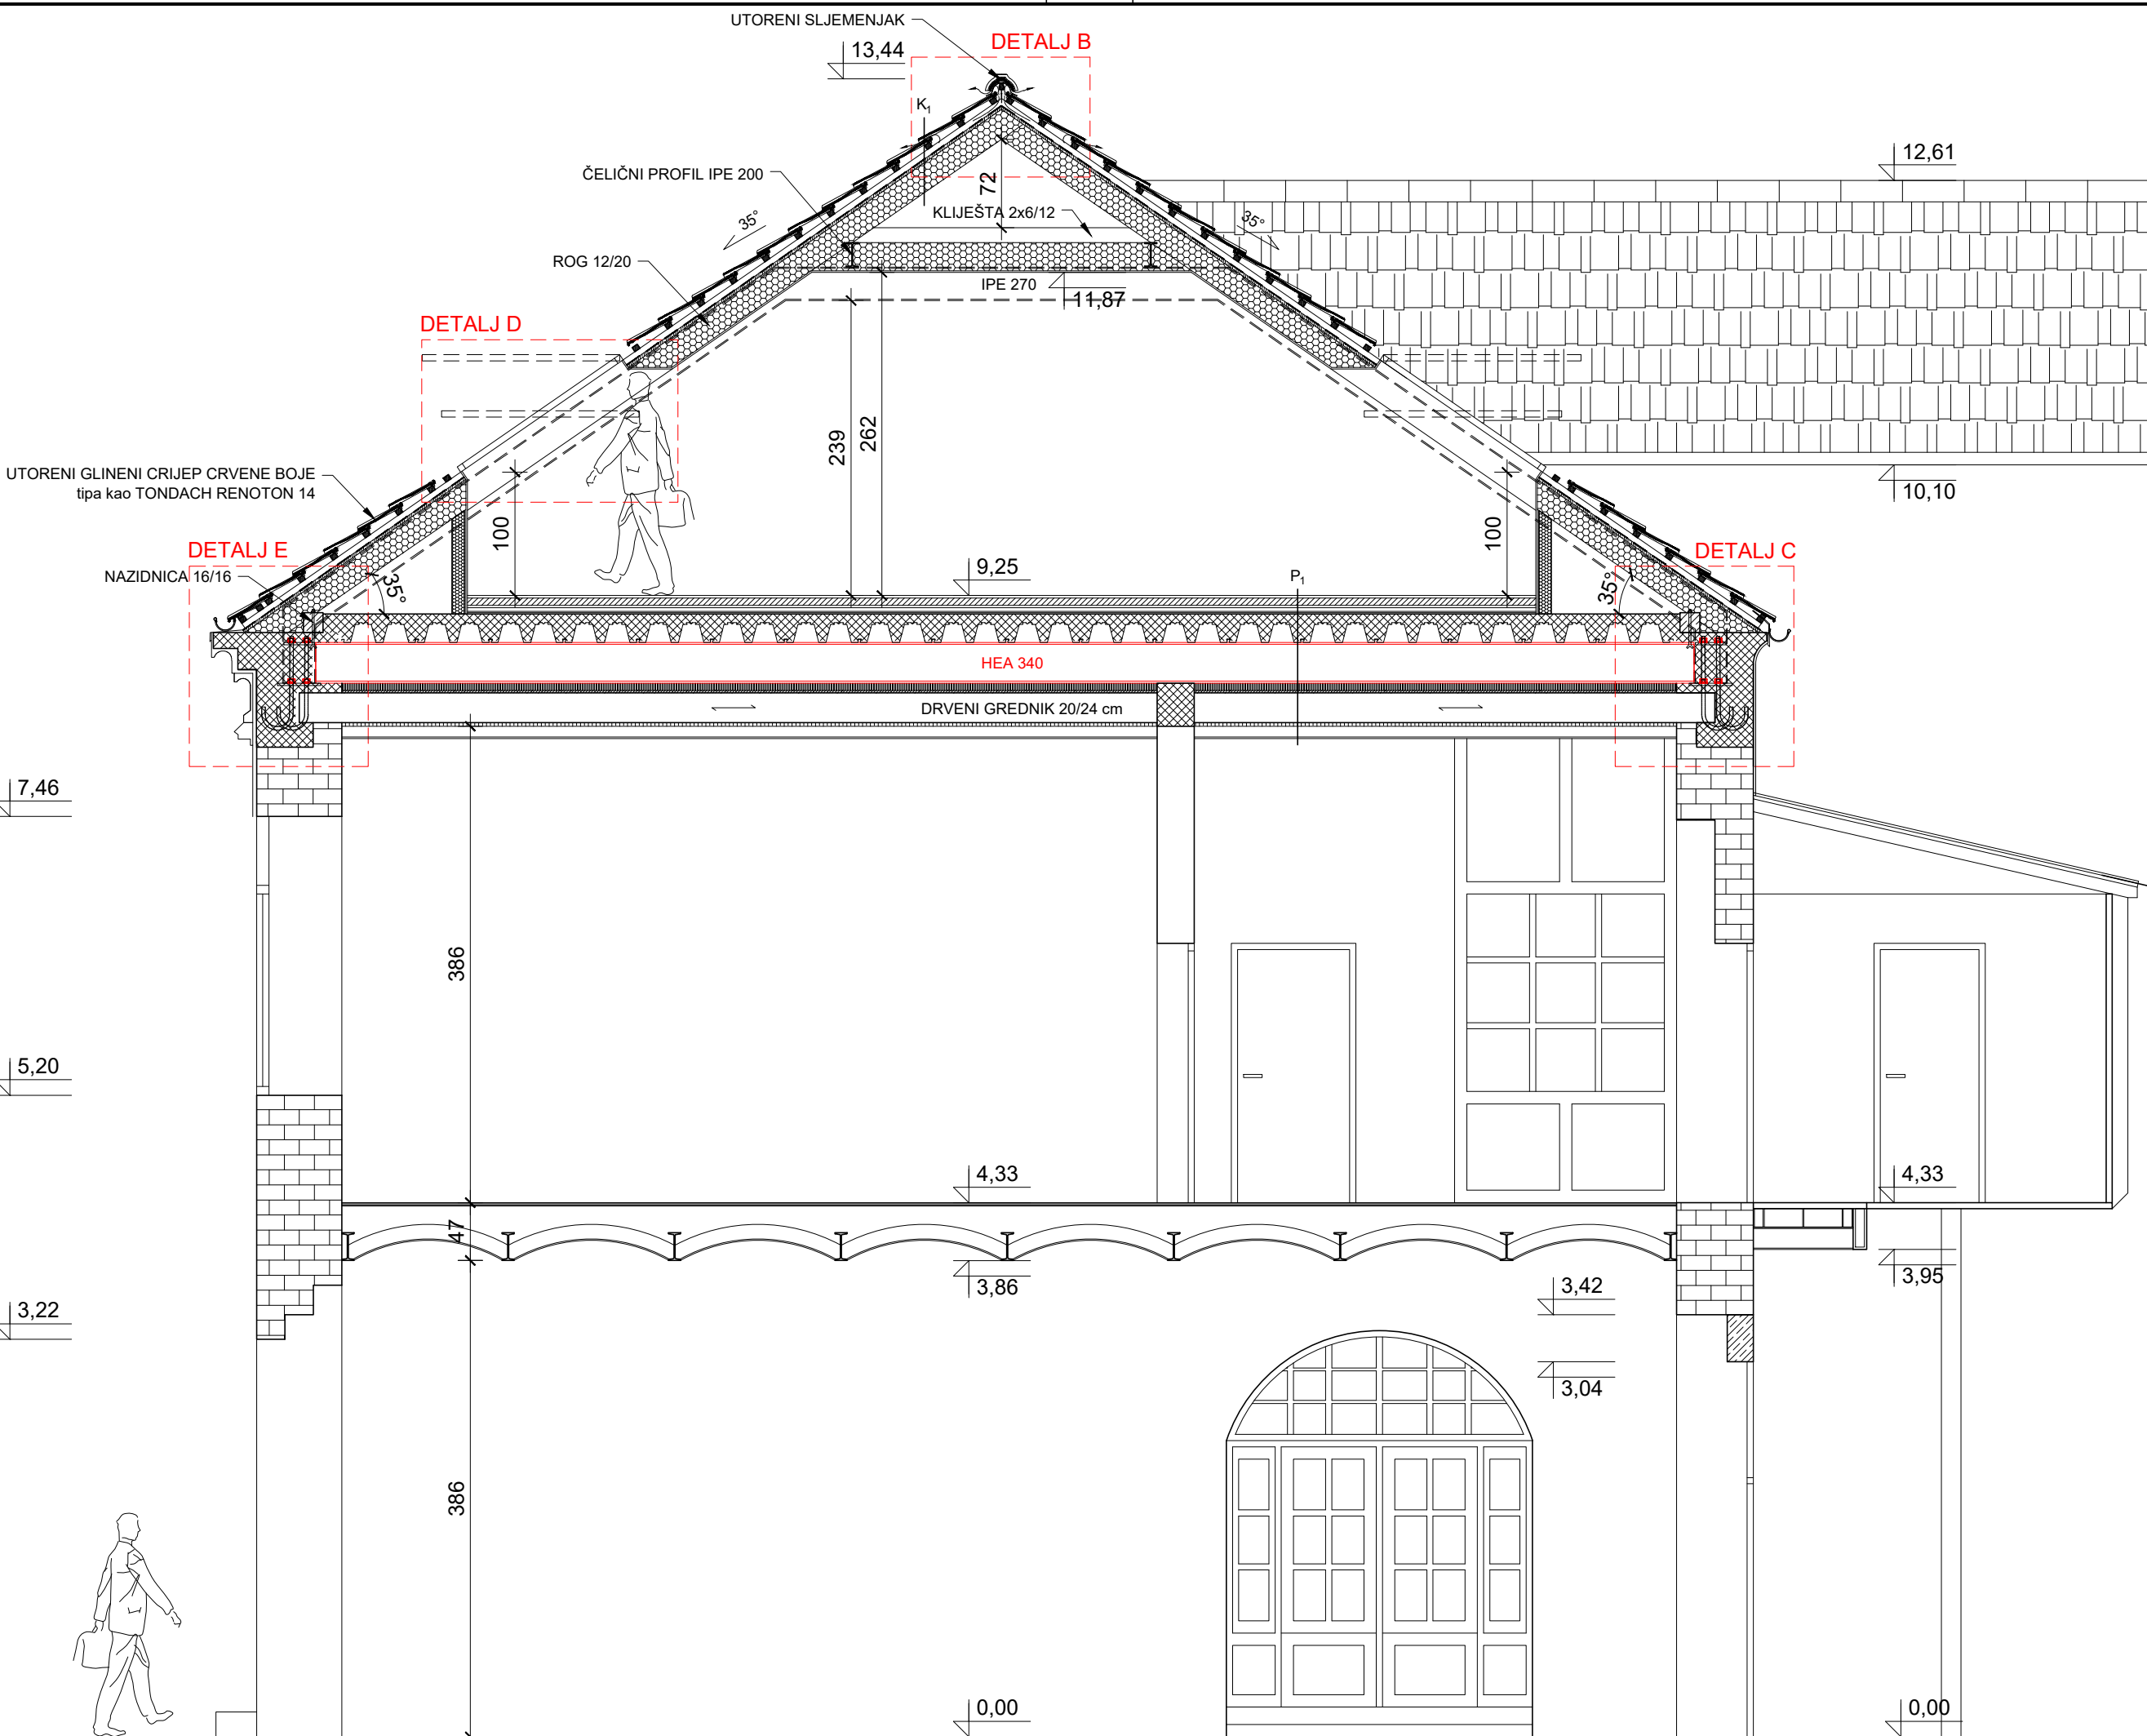 UTORENI SLJEMENJAK
DETALJ B
13,44
K1
12,61
ČELIČNI PROFIL IPE 200
72
KLIJEŠTA 2x6/12
35°
35°
ROG 12/20
IPE 270
11,87
DETALJ D
239
262
UTORENI GLINENI CRIJEP CRVENE BOJE
tipa kao TONDACH RENOTON 14
10,10
100
100
DETALJ E
DETALJ C
NAZIDNICA 16/16
35°
9,25
P1
35°
HEA 340
DRVENI GREDNIK 20/24 cm
7,46
386
5,20
4,33
4,33
47
3,86
3,95
3,42
3,22
3,04
386
0,00
0,00